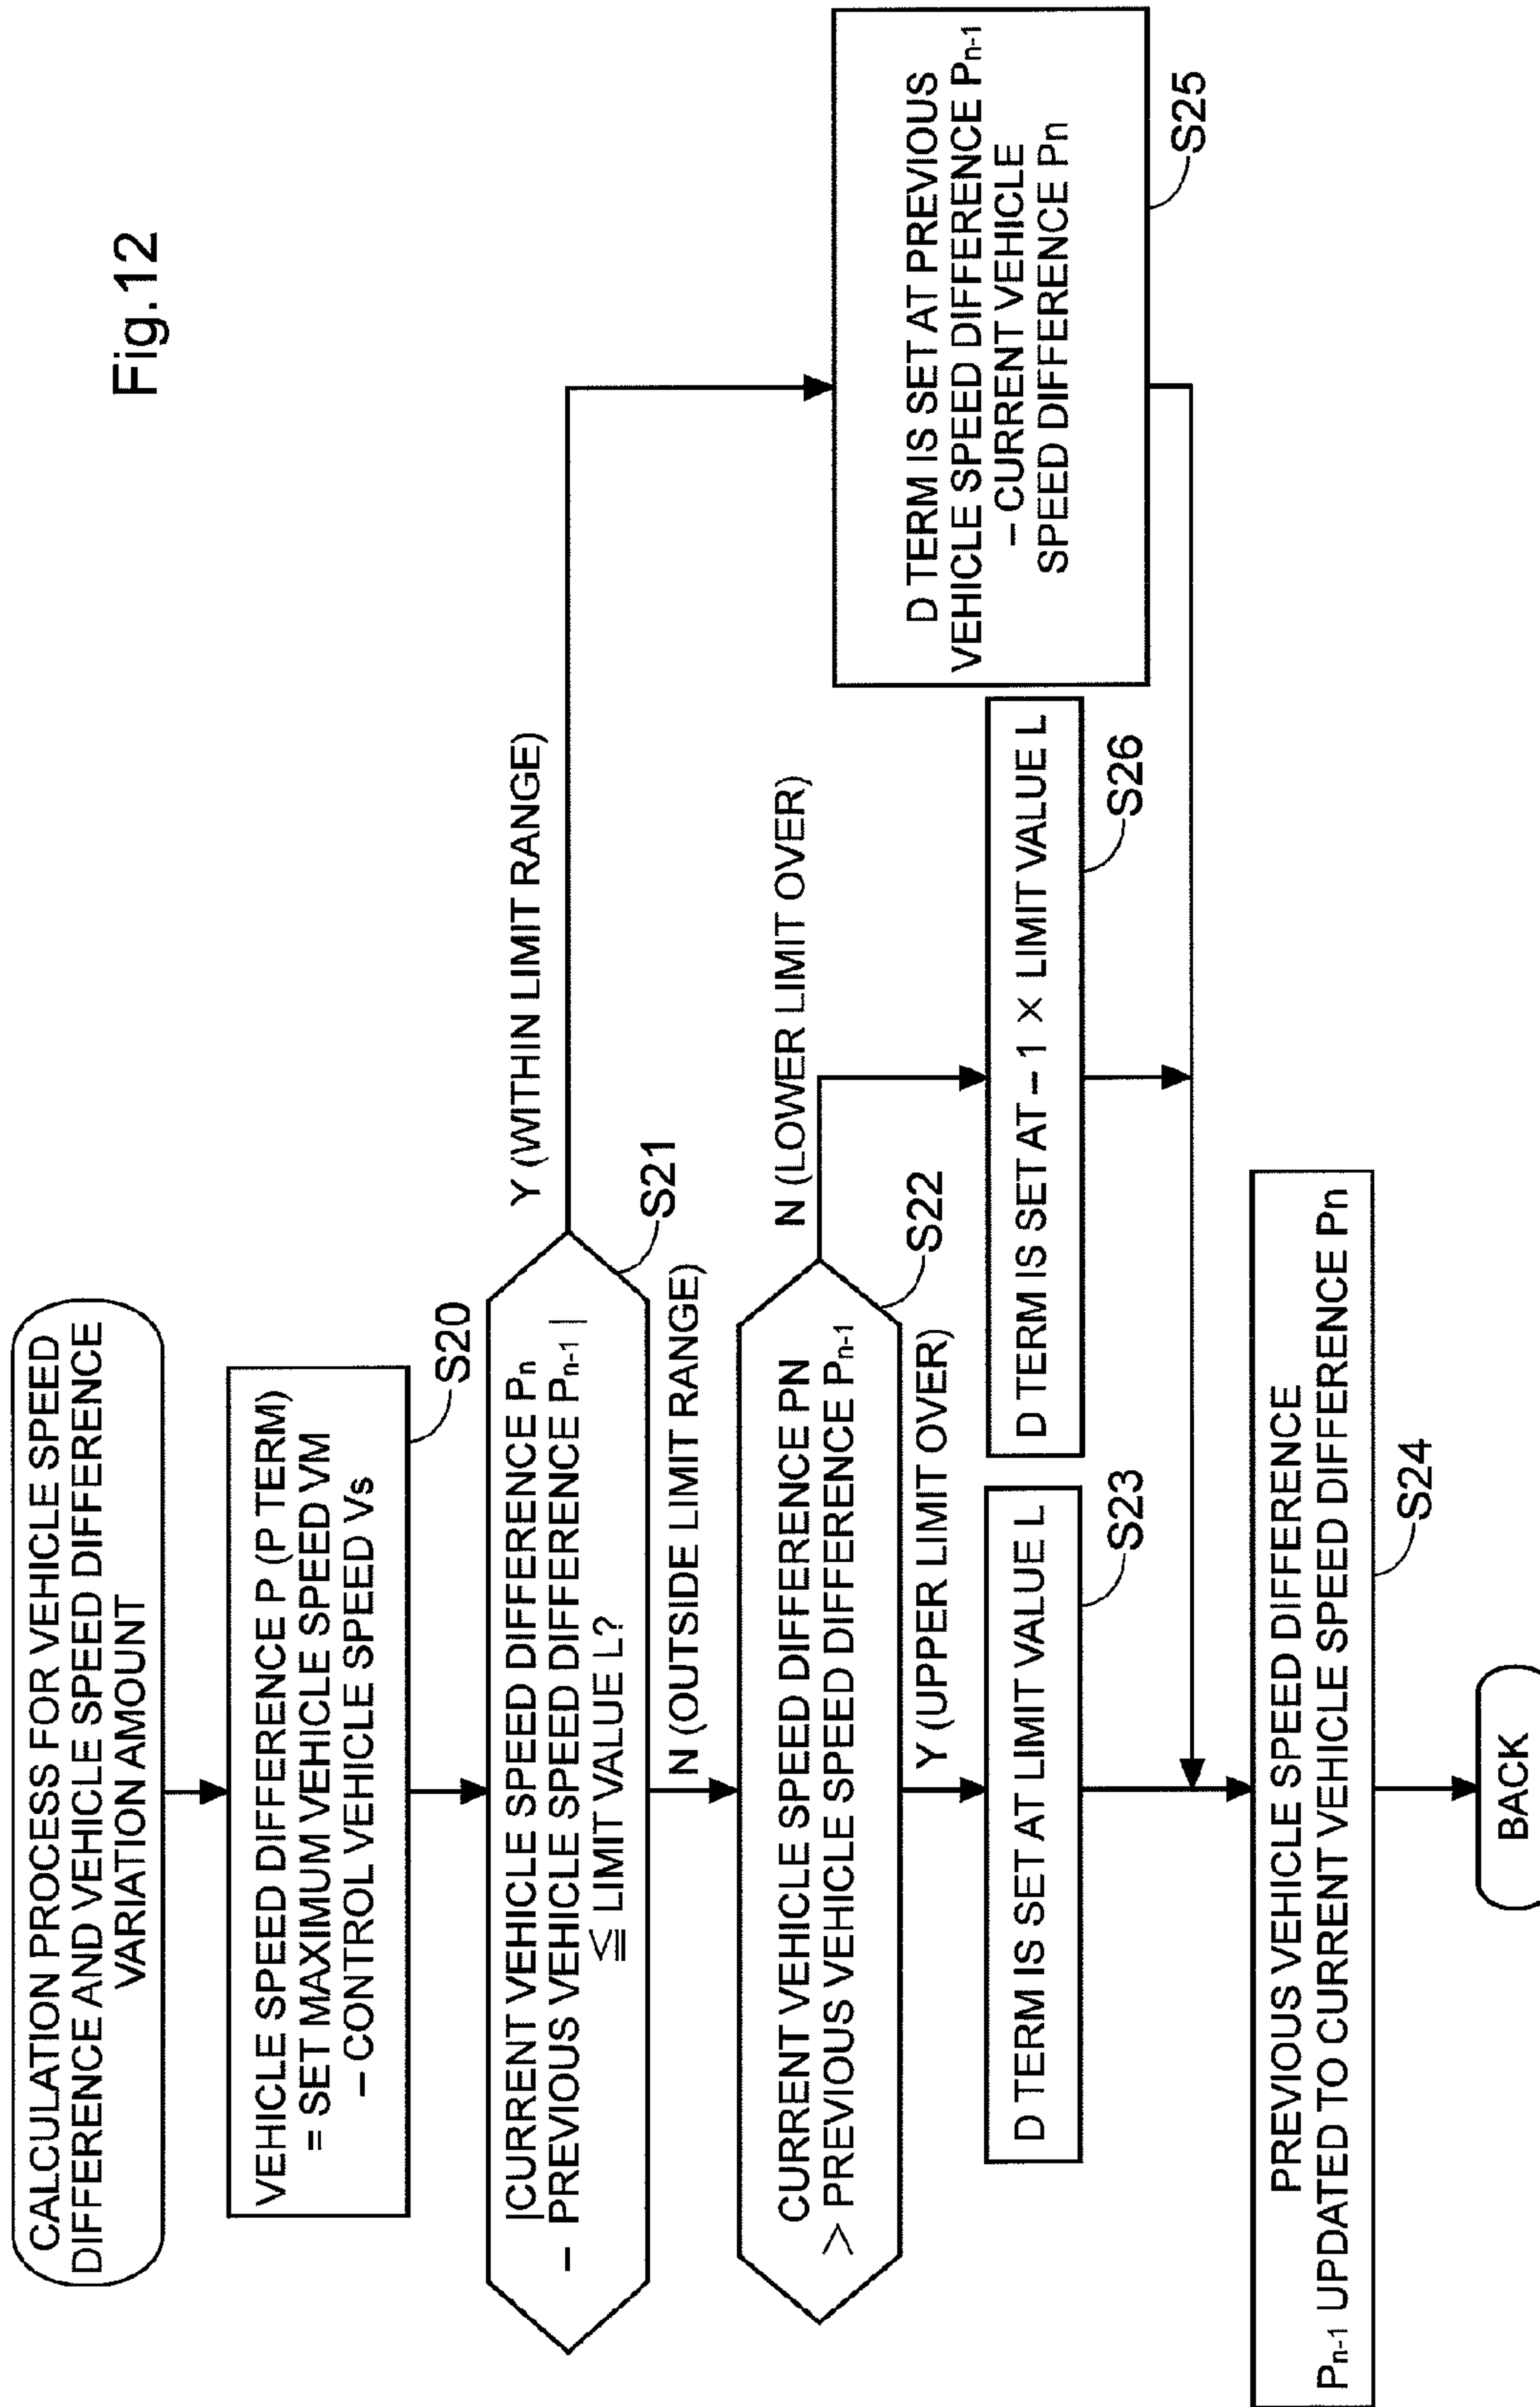 Fig.12
CALCULATION PROCESS FOR VEHICLE SPEED
DIFFERENCE AND VEHICLE SPEED DIFFERENCE
VARIATION AMOUNT
VEHICLE SPEED DIFFERENCE P (P TERM)
= SET MAXIMUM VEHICLE SPEED VM
– CONTROL VEHICLE SPEED Vs
S20
|CURRENT VEHICLE SPEED DIFFERENCE Pn
– PREVIOUS VEHICLE SPEED DIFFERENCE Pn-1 |
≦ LIMIT VALUE L?
S21
Y (WITHIN LIMIT RANGE)
N (OUTSIDE LIMIT RANGE)
CURRENT VEHICLE SPEED DIFFERENCE PN
> PREVIOUS VEHICLE SPEED DIFFERENCE Pn-1
S22
N (LOWER LIMIT OVER)
Y (UPPER LIMIT OVER)
D TERM IS SET AT LIMIT VALUE L
S23
D TERM IS SET AT – 1 × LIMIT VALUE L
S26
D TERM IS SET AT PREVIOUS
VEHICLE SPEED DIFFERENCE Pn-1
– CURRENT VEHICLE
SPEED DIFFERENCE Pn
S25
PREVIOUS VEHICLE SPEED DIFFERENCE
Pn-1 UPDATED TO CURRENT VEHICLE SPEED DIFFERENCE Pn
S24
BACK